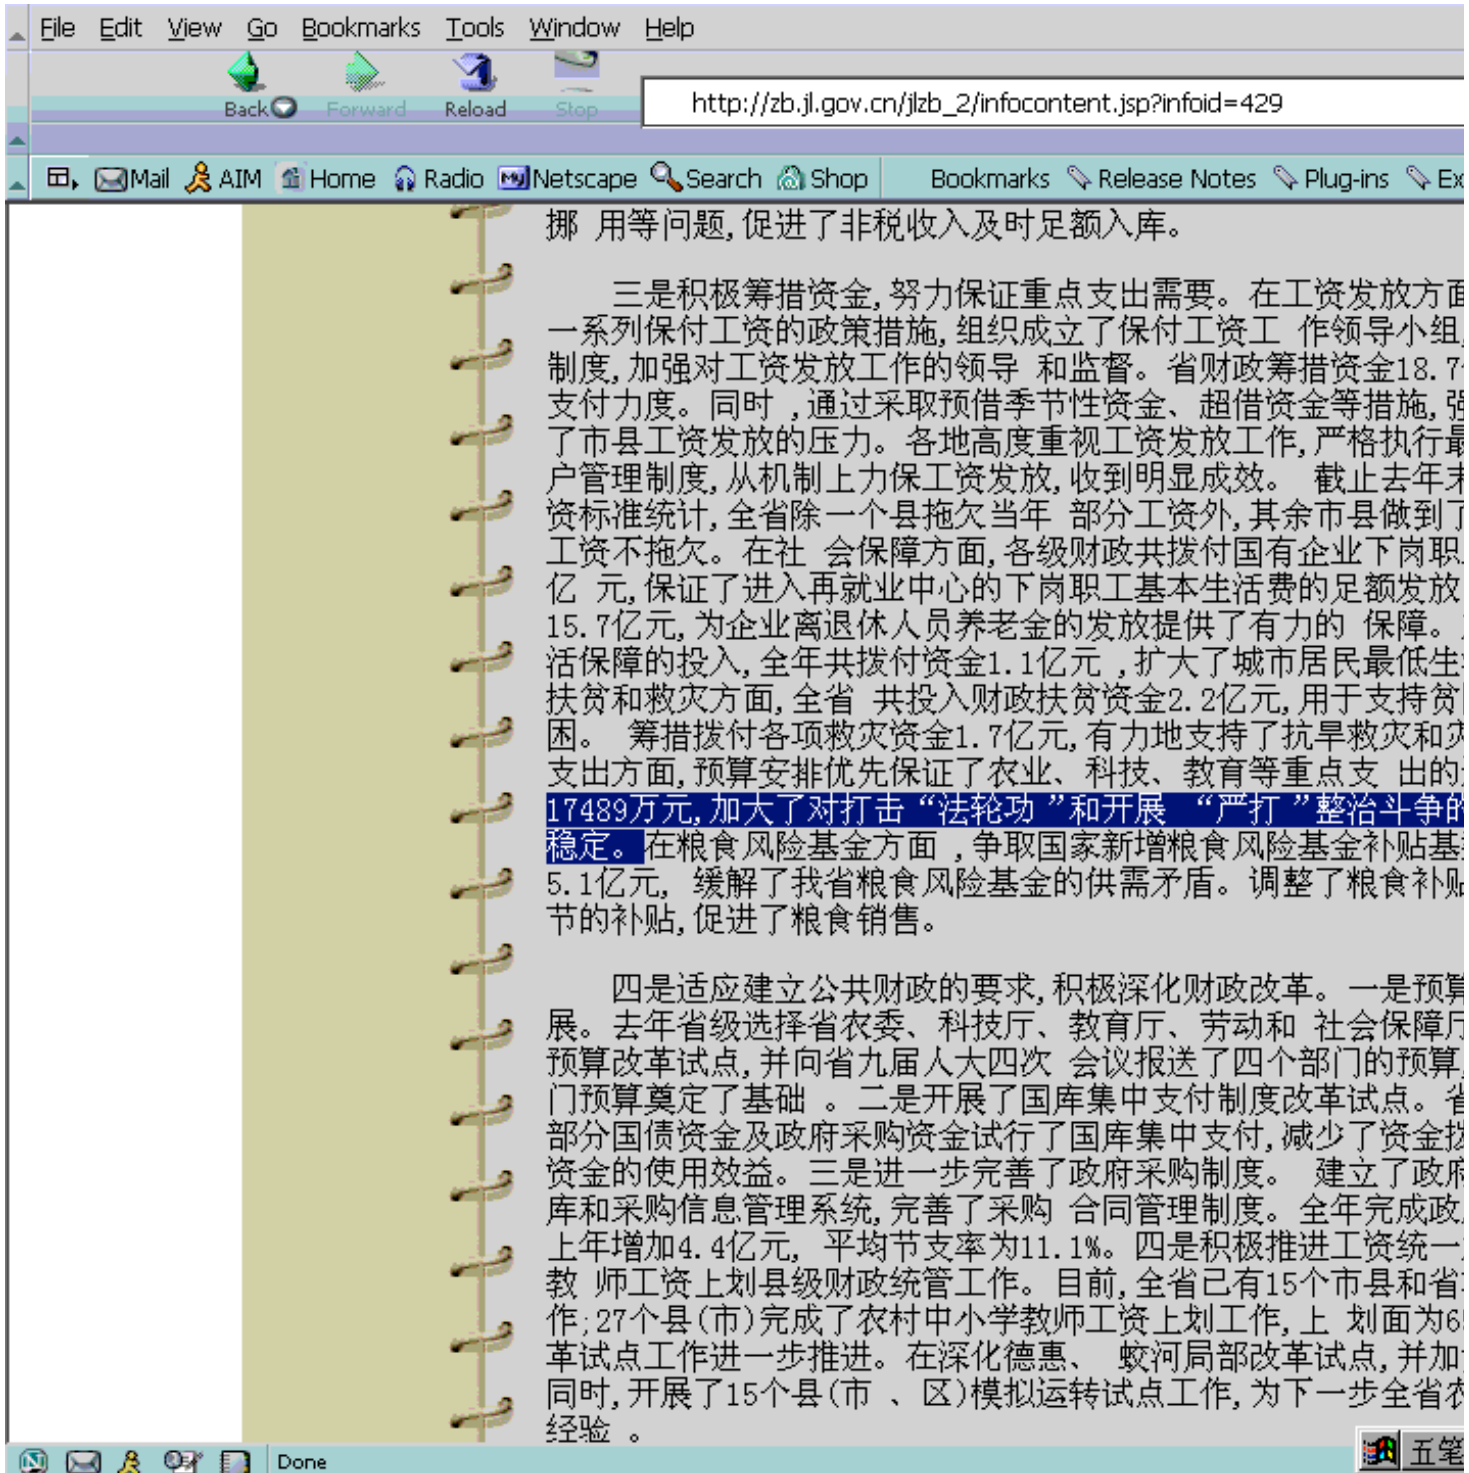 File Edit View Go Bookmarks Tools Window Help
Back Forward Reload Stop
http://zb.jl.gov.cn/jlzb_2/infocontent.jsp?infoid=429
Mail AIM Home Radio My Netscape Search Shop Bookmarks Release Notes Plug-ins Ex
挪 用等问题,促进了非税收入及时足额入库。
三是积极筹措资金,努力保证重点支出需要。在工资发放方面
一系列保付工资的政策措施,组织成立了保付工资工 作领导小组,
制度,加强对工资发放工作的领导 和监督。省财政筹措资金18.7
支付力度。同时 ,通过采取预借季节性资金、超借资金等措施,强
了市县工资发放的压力。各地高度重视工资发放工作,严格执行最
户管理制度,从机制上力保工资发放,收到明显成效。 截止去年末
资标准统计,全省除一个县拖欠当年 部分工资外,其余市县做到了
工资不拖欠。在社 会保障方面,各级财政共拨付国有企业下岗职
亿 元,保证了进入再就业中心的下岗职工基本生活费的足额发放
15.7亿元,为企业离退休人员养老金的发放提供了有力的 保障。
活保障的投入,全年共拨付资金1.1亿元 ,扩大了城市居民最低生
扶贫和救灾方面,全省 共投入财政扶贫资金2.2亿元,用于支持贫
困。 筹措拨付各项救灾资金1.7亿元,有力地支持了抗旱救灾和灾
支出方面,预算安排优先保证了农业、科技、教育等重点支 出的
17489万元,加大了对打击“法轮功 ”和开展 “严打 ”整治斗争的
稳定。在粮食风险基金方面 ,争取国家新增粮食风险基金补贴基
5.1亿元, 缓解了我省粮食风险基金的供需矛盾。调整了粮食补贴
节的补贴,促进了粮食销售。
四是适应建立公共财政的要求,积极深化财政改革。一是预算
展。去年省级选择省农委、科技厅、教育厅、劳动和 社会保障厅
预算改革试点,并向省九届人大四次 会议报送了四个部门的预算,
门预算奠定了基础 。二是开展了国库集中支付制度改革试点。省
部分国债资金及政府采购资金试行了国库集中支付,减少了资金拨
资金的使用效益。三是进一步完善了政府采购制度。 建立了政府
库和采购信息管理系统,完善了采购 合同管理制度。全年完成政
上年增加4.4亿元, 平均节支率为11.1%。四是积极推进工资统一
教 师工资上划县级财政统管工作。目前,全省已有15个市县和省
作;27个县(市)完成了农村中小学教师工资上划工作,上 划面为6
革试点工作进一步推进。在深化德惠、 蛟河局部改革试点,并加
同时,开展了15个县(市 、区)模拟运转试点工作,为下一步全省农
经验 。
Done
五笔